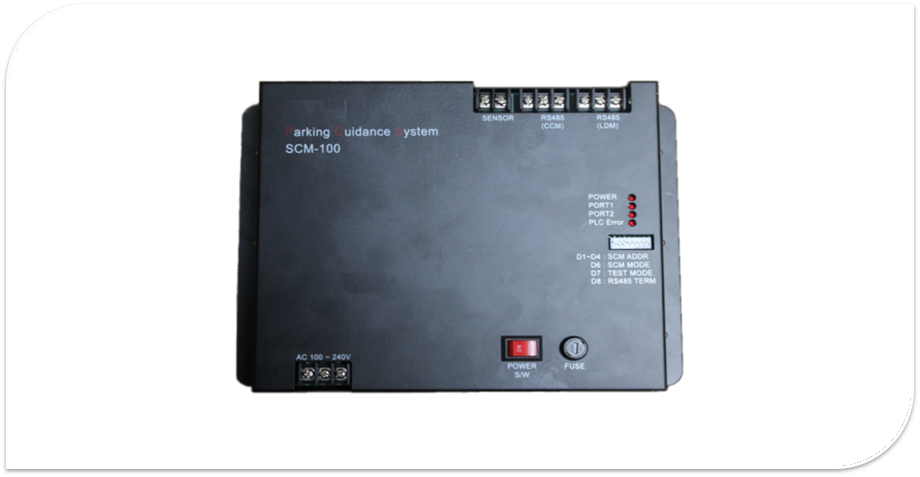 SENSOR
RS485
(CCM)
RS485
(LDM)
Parking Guidance System
SCM-100
POWER
PORT1
PORT2
PLC Error
D1~D4 : SCM ADDR
D6 : SCM MODE
D7 : TEST MODE
D8 : RS485 TERM
AC 100 ~ 240V
POWER
S/W
FUSE